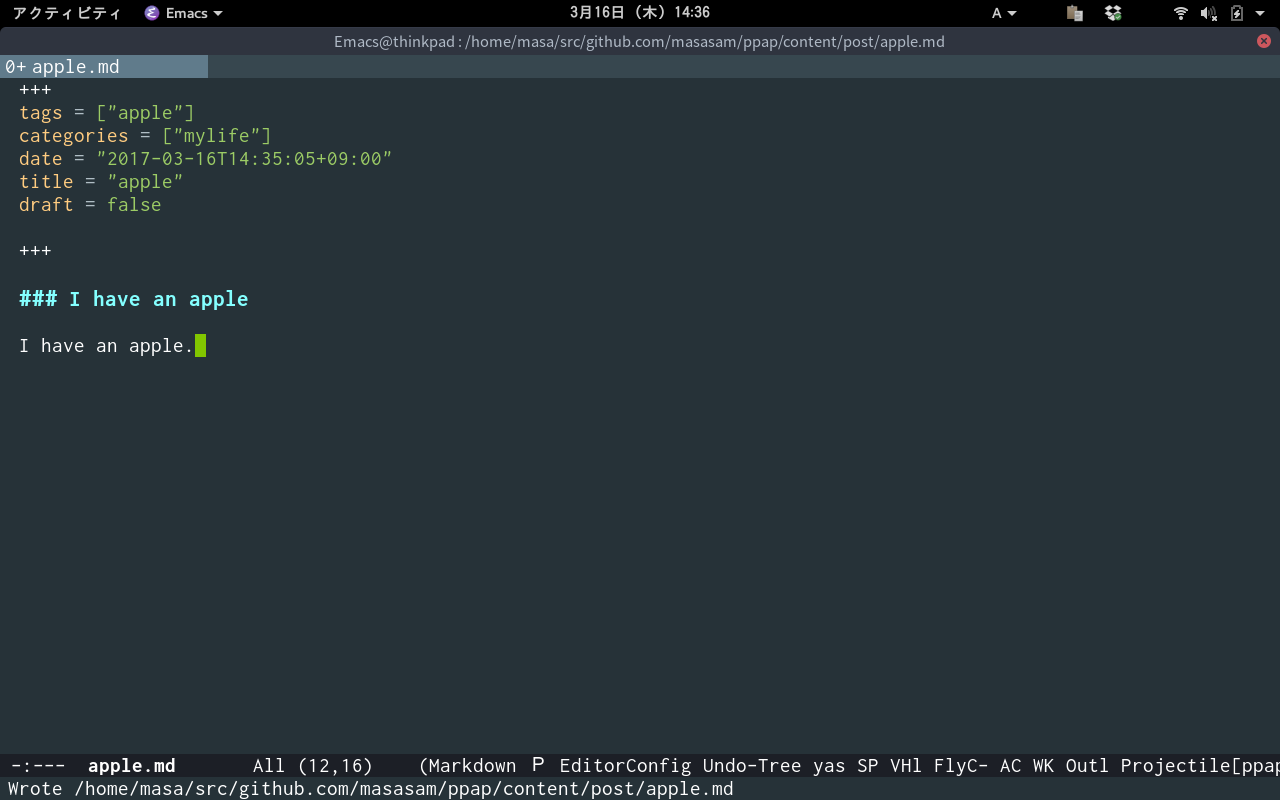 アクティビティ Emacs 3月16日 (木) 14:36 A
Emacs@thinkpad : /home/masa/src/github.com/masasam/ppap/content/post/apple.md
0+ apple.md
+++
tags = ["apple"]
categories = ["mylife"]
date = "2017-03-16T14:35:05+09:00"
title = "apple"
draft = false
+++
### I have an apple
I have an apple.
-:--- apple.md All (12,16) (Markdown P EditorConfig Undo-Tree yas SP VHl FlyC- AC WK Outl Projectile[ppap
Wrote /home/masa/src/github.com/masasam/ppap/content/post/apple.md